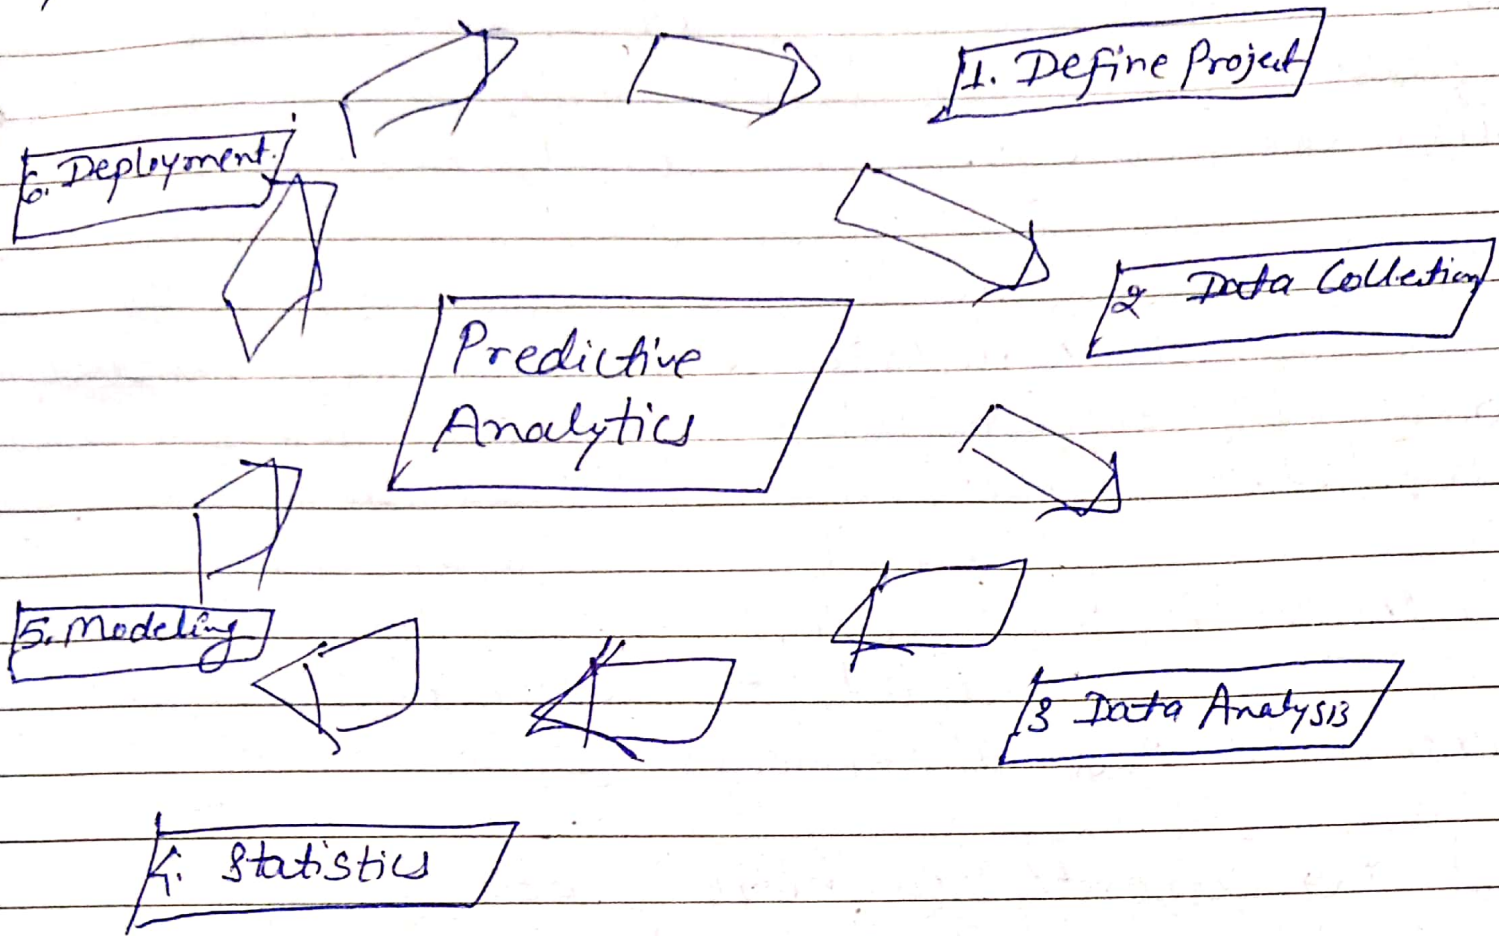 1. Define Project
6. Deployment
2 Data Collection
Predictive
Analytics
5. Modeling
3 Data Analysis
4. Statistics